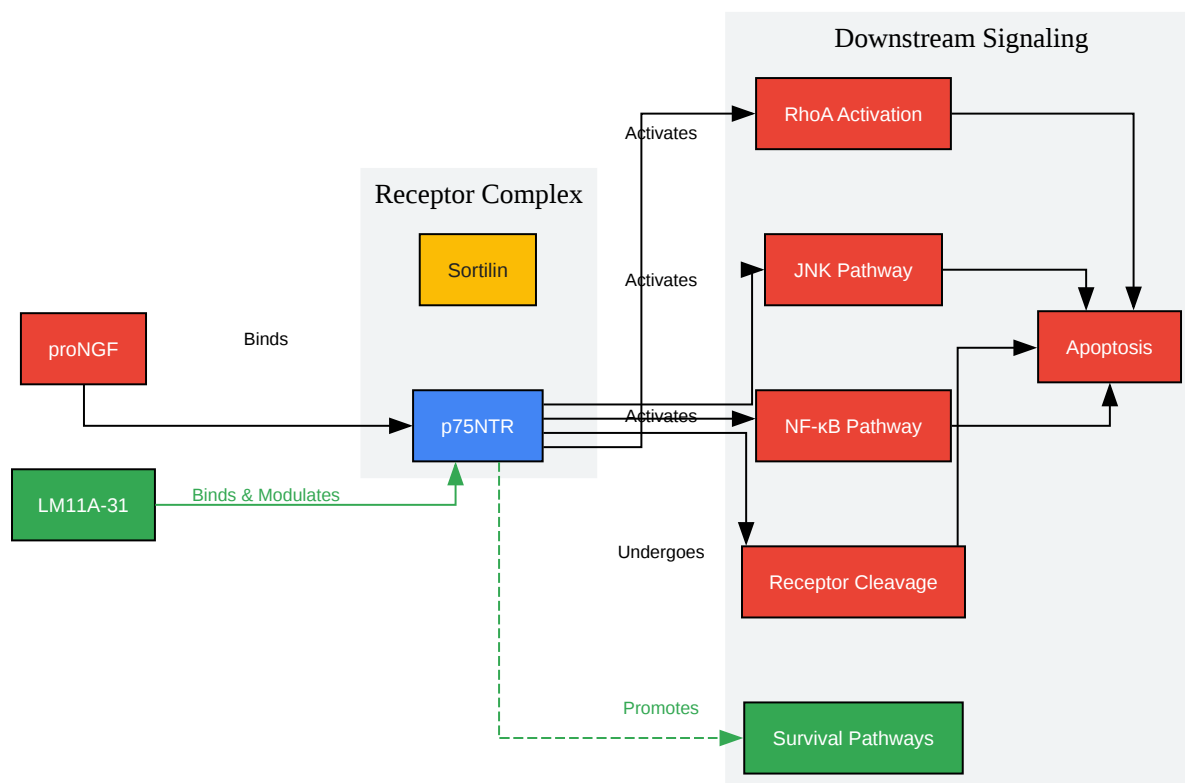 Downstream Signaling
RhoA Activation
Activates
Receptor Complex
Sortilin
JNK Pathway
Activates
proNGF
Binds
Apoptosis
p75NTR
Activates
NF-κB Pathway
LM11A-31
Binds & Modulates
Undergoes
Receptor Cleavage
Promotes
Survival Pathways